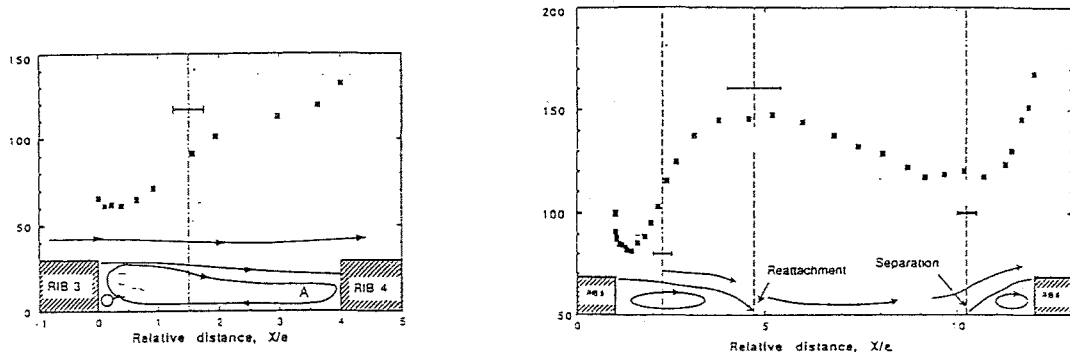 150
100
50
0
RIB 3
A
RIB 4
-1 0 1 2 3 4 5
Relative distance, X/e
200
150
100
50
Reattachment
Separation
0 5 10
Relative distance, X/e